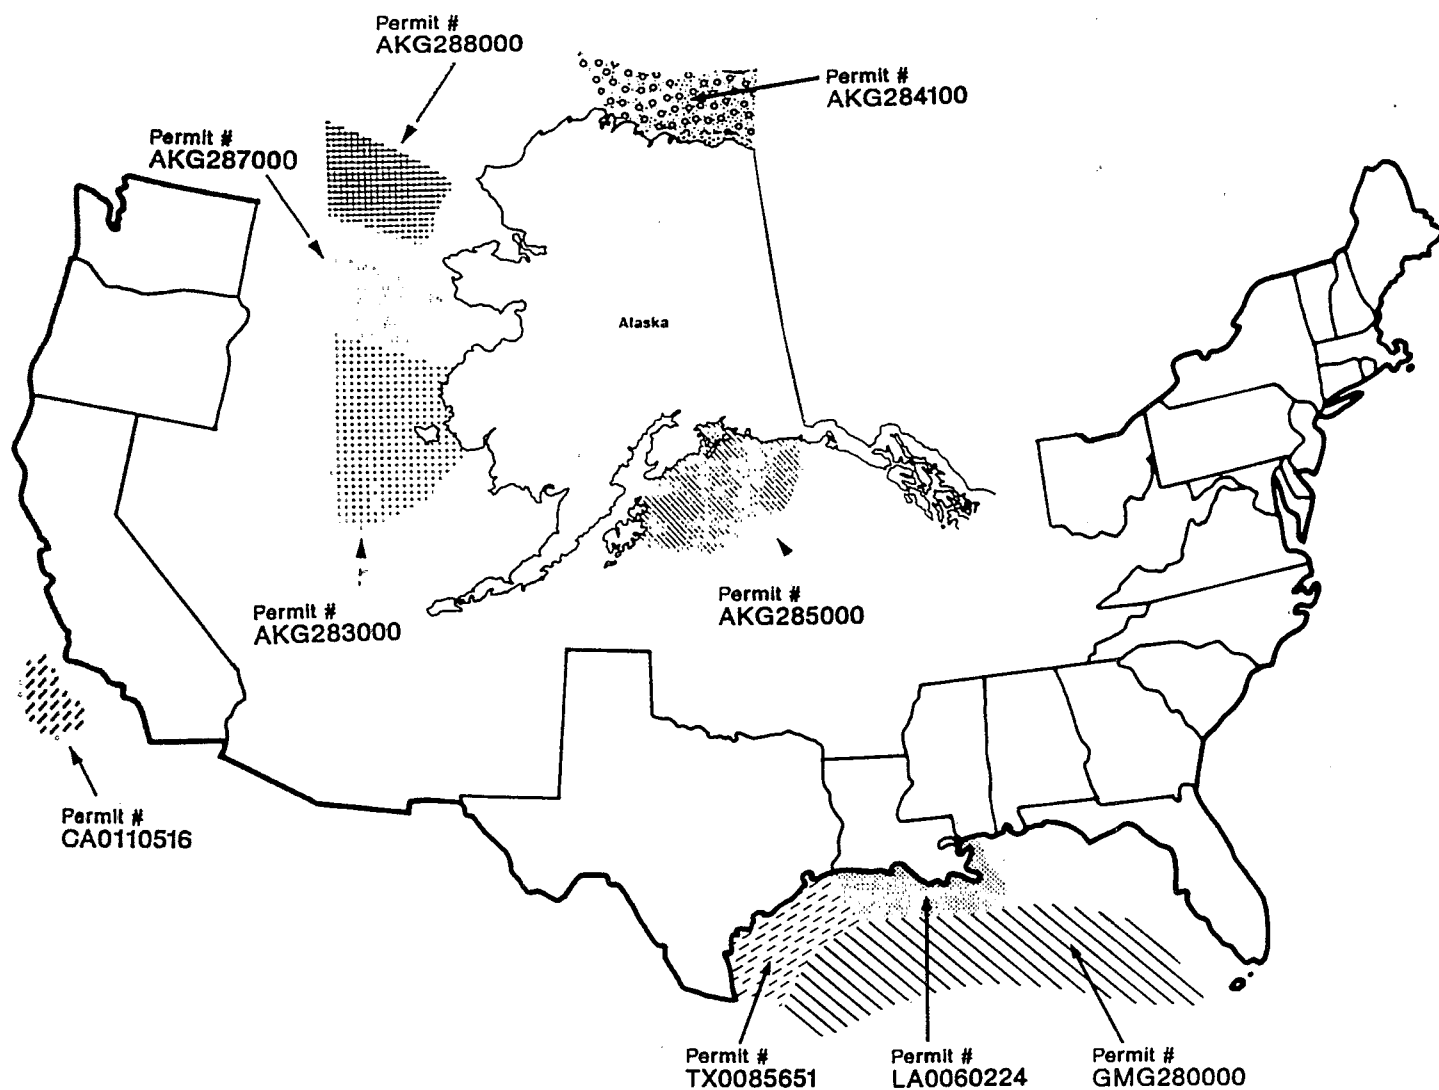 Permit #
AKG288000
Permit #
AKG284100
Permit #
AKG287000
Alaska
Permit #
AKG283000
Permit #
AKG285000
Permit #
CA0110516
Permit #
TX0085651
Permit #
LA0060224
Permit #
GMG280000